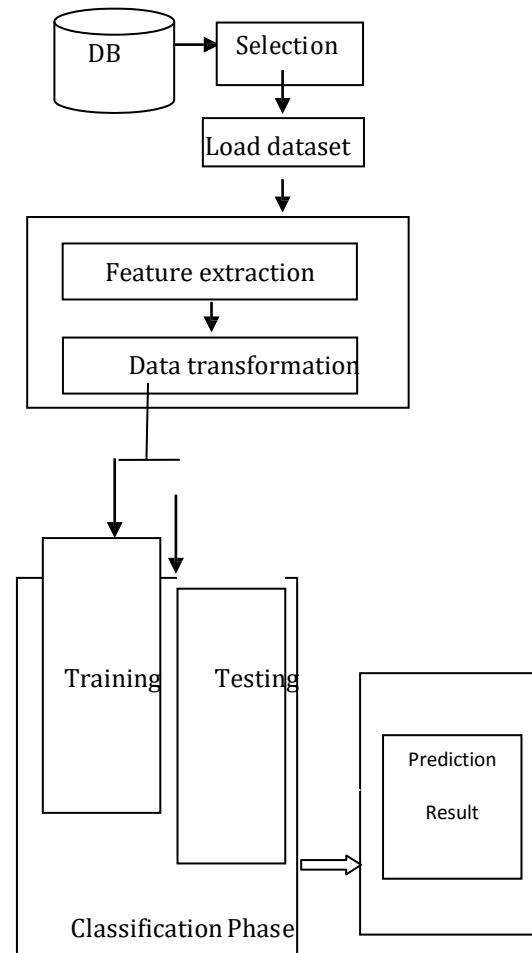 DB
Selection
Load dataset
Feature extraction
Data transformation
Training
Testing
Prediction
Result
Classification Phase